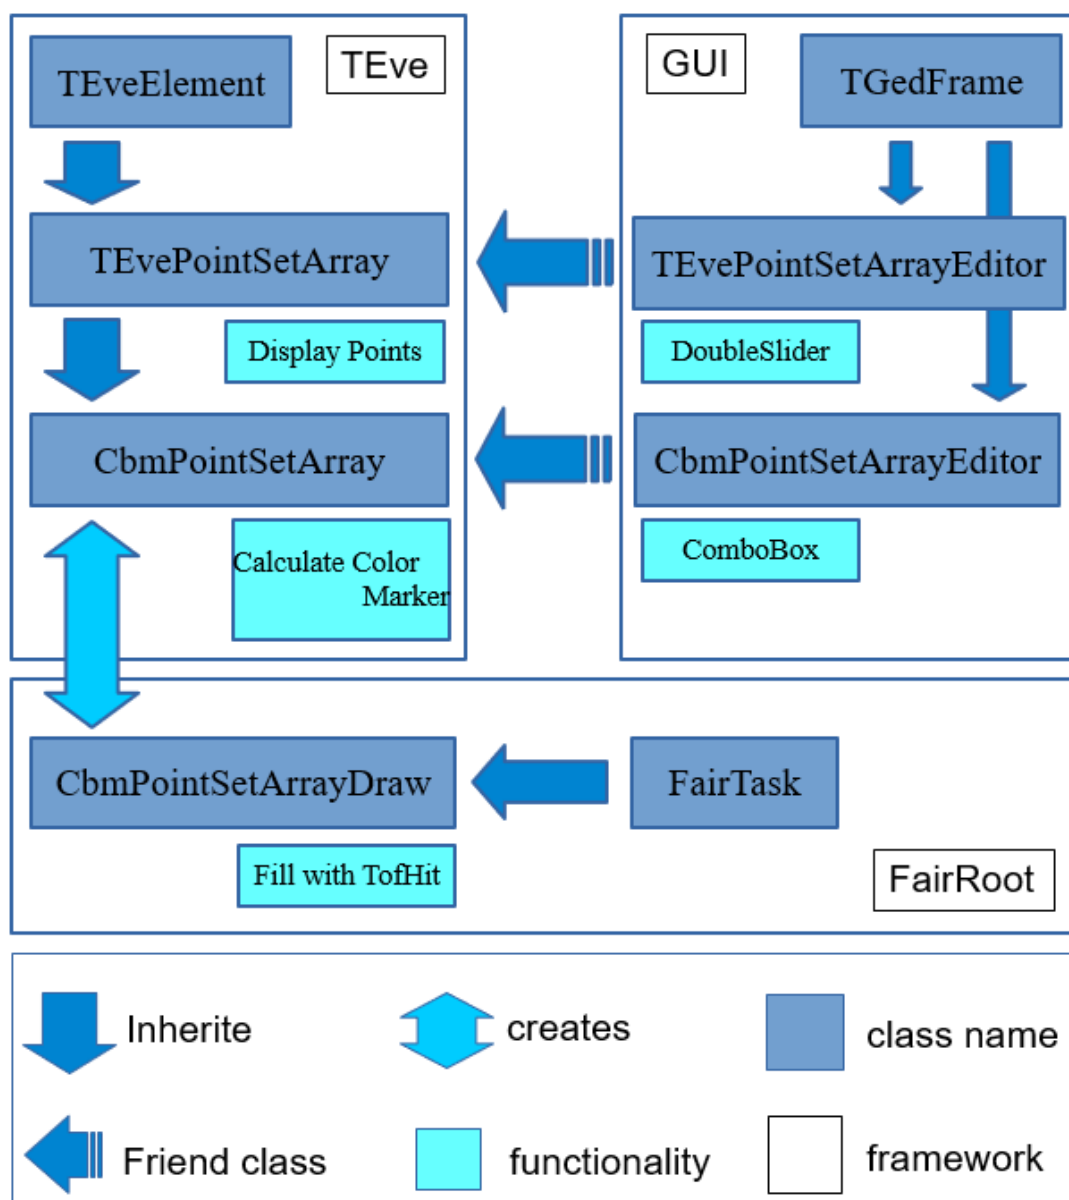 TEveElement
TEve
GUI
TGedFrame
TEvePointSetArray
TEvePointSetArrayEditor
Display Points
DoubleSlider
CbmPointSetArray
CbmPointSetArrayEditor
Calculate Color
Marker
ComboBox
CbmPointSetArrayDraw
FairTask
Fill with TofHit
FairRoot
Inherite
creates
class name
Friend class
functionality
framework